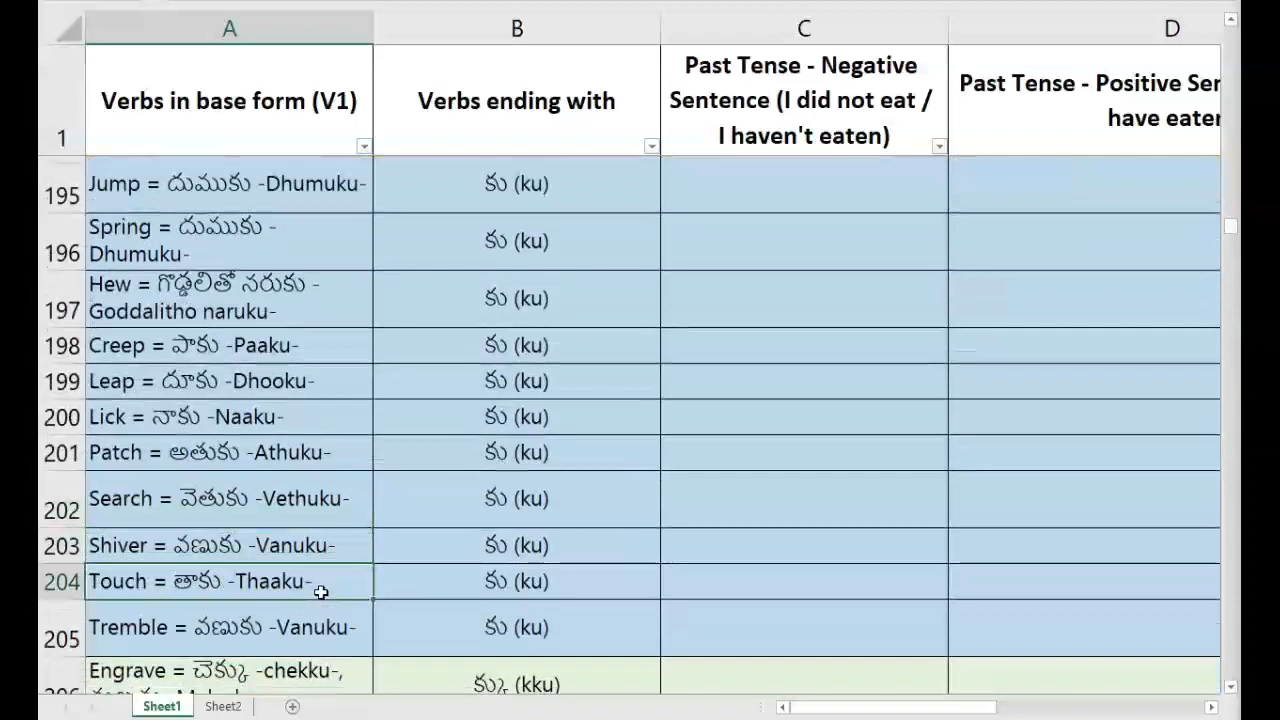 A B C D
Verbs in base form (V1)
Verbs ending with
Past Tense - Negative
Sentence (I did not eat /
I haven't eaten)
Past Tense - Positive Sen
have eaten
1
195 Jump = దుముకు -Dhumuku- కు (ku)
196 Spring = దుముకు -
Dhumuku- కు (ku)
197 Hew = గొడ్డలితో నరుకు -
Goddalitho naruku- కు (ku)
198 Creep = పాకు -Paaku- కు (ku)
199 Leap = దూకు -Dhooku- కు (ku)
200 Lick = నాకు -Naaku- కు (ku)
201 Patch = అతుకు -Athuku- కు (ku)
202 Search = వెతుకు -Vethuku- కు (ku)
203 Shiver = వణుకు -Vanuku- కు (ku)
204 Touch = తాకు -Thaaku- కు (ku)
205 Tremble = వణుకు -Vanuku- కు (ku)
Engrave = చెక్కు -chekku-, క్కు (kku)
Sheet1 Sheet2